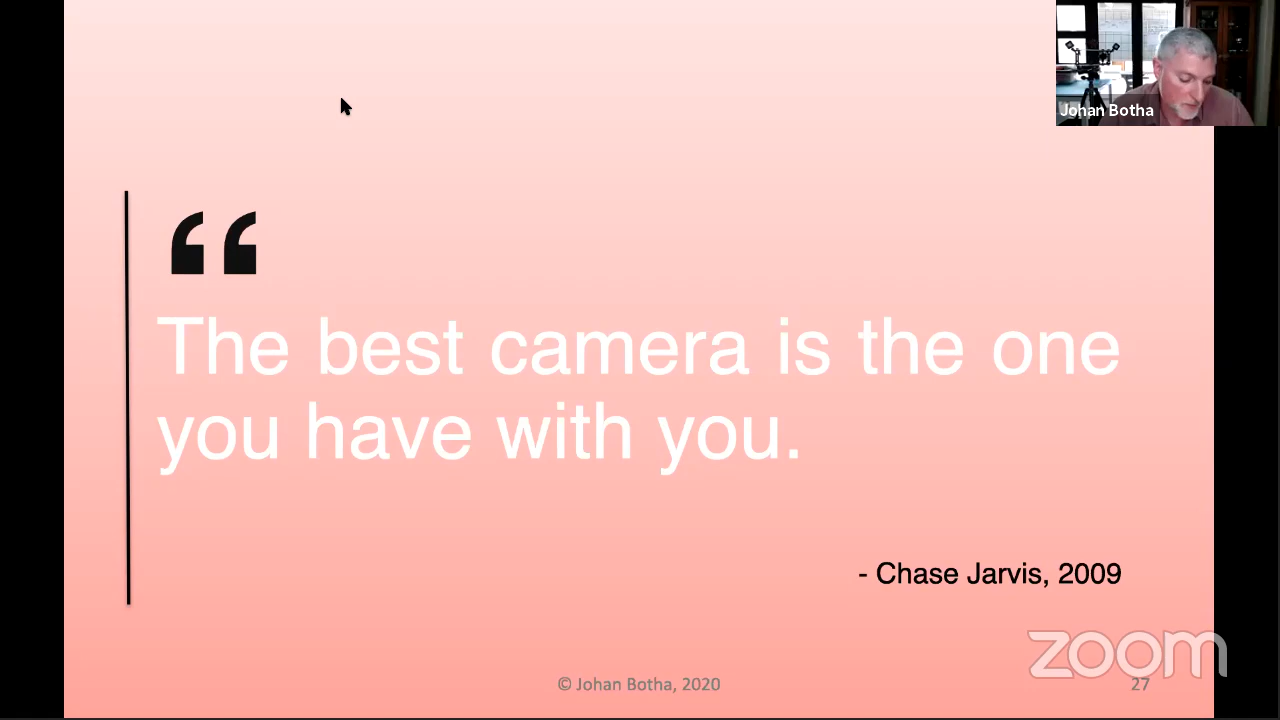 Johan Botha
“
The best camera is the one
you have with you.
- Chase Jarvis, 2009
zoom
© Johan Botha, 2020
27